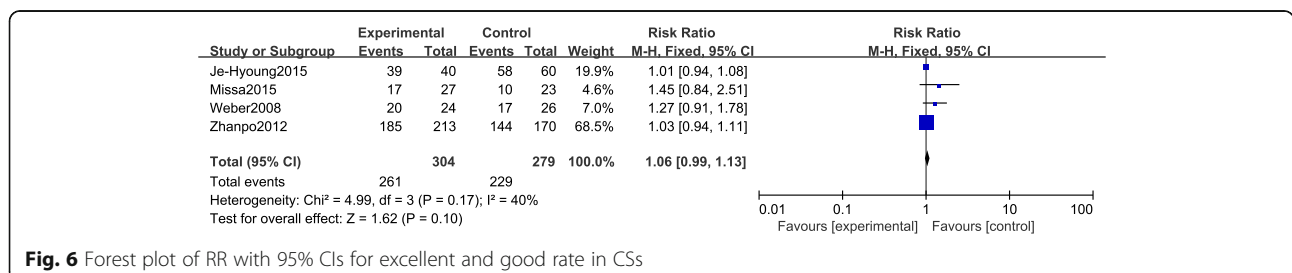 Experimental Control Risk Ratio Risk Ratio
Study or Subgroup Events Total Events Total Weight M-H, Fixed, 95% CI M-H, Fixed, 95% CI
Je-Hyoung2015 39 40 58 60 19.9% 1.01 [0.94, 1.08]
Missa2015 17 27 10 23 4.6% 1.45 [0.84, 2.51]
Weber2008 20 24 17 26 7.0% 1.27 [0.91, 1.78]
Zhanpo2012 185 213 144 170 68.5% 1.03 [0.94, 1.11]
Total (95% CI) 304 279 100.0% 1.06 [0.99, 1.13]
Total events 261 229
Heterogeneity: Chi² = 4.99, df = 3 (P = 0.17); I² = 40%
Test for overall effect: Z = 1.62 (P = 0.10)
0.01 0.1 1 10 100
Favours [experimental] Favours [control]
Fig. 6 Forest plot of RR with 95% CIs for excellent and good rate in CSs